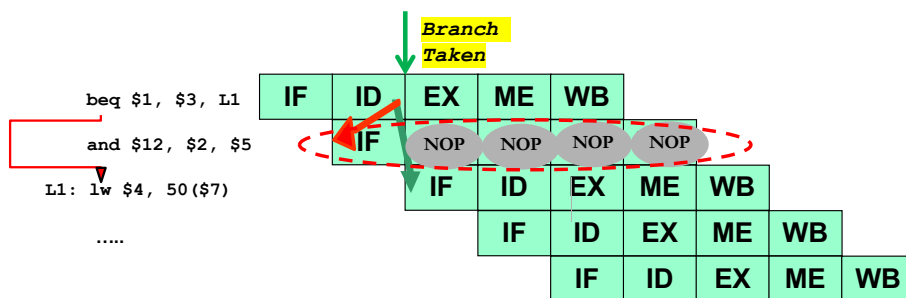 Branch
Taken
beq $1, $3, L1 IF ID EX ME WB
and $12, $2, $5 IF NOP NOP NOP NOP
L1: lw $4, 50($7) IF ID EX ME WB
….. IF ID EX ME WB
IF ID EX ME WB